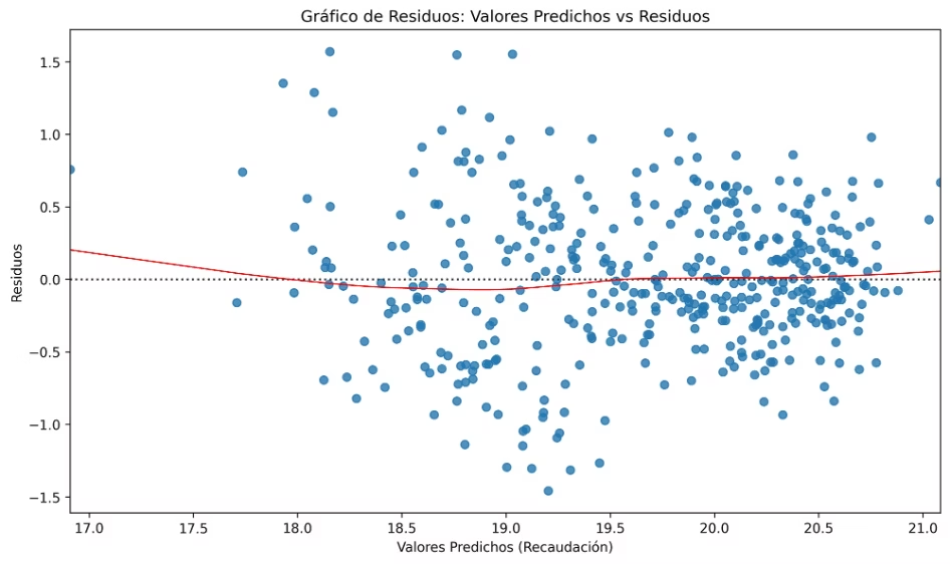 Gráfico de Residuos: Valores Predichos vs Residuos
Residuos
1.5
1.0
0.5
0.0
−0.5
−1.0
−1.5
17.0 17.5 18.0 18.5 19.0 19.5 20.0 20.5 21.0
Valores Predichos (Recaudación)